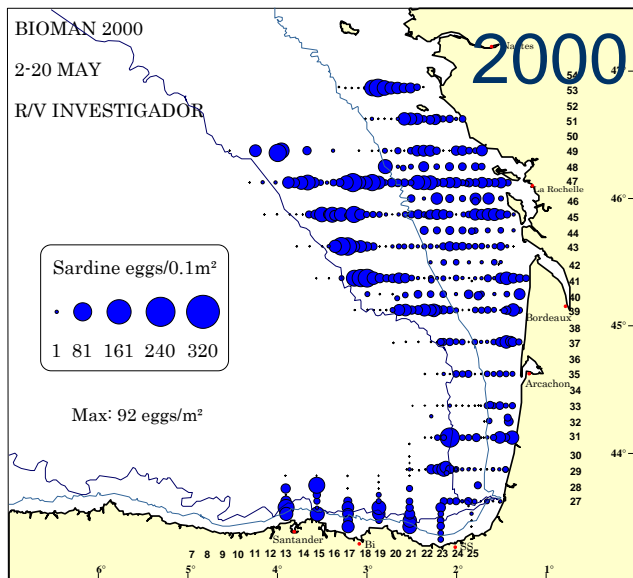 BIOMAN 2000
2-20 MAY
R/V INVESTIGADOR
2000
Nantes
47°
54
53
52
51
50
49
48
47
La Rochelle
46
46°
45
44
43
42
41
40
39
Bordeaux
38
45°
37
36
35
Arcachon
34
33
32
31
44°
30
29
28
27
Sardine eggs/0.1m²
1 81 161 240 320
Max: 92 eggs/m²
Santander
Bi
SS
7 8 9 10 11 12 13 14 15 16 17 18 19 20 21 22 23 24 25
6° 5° 4° 3° 2° 1°